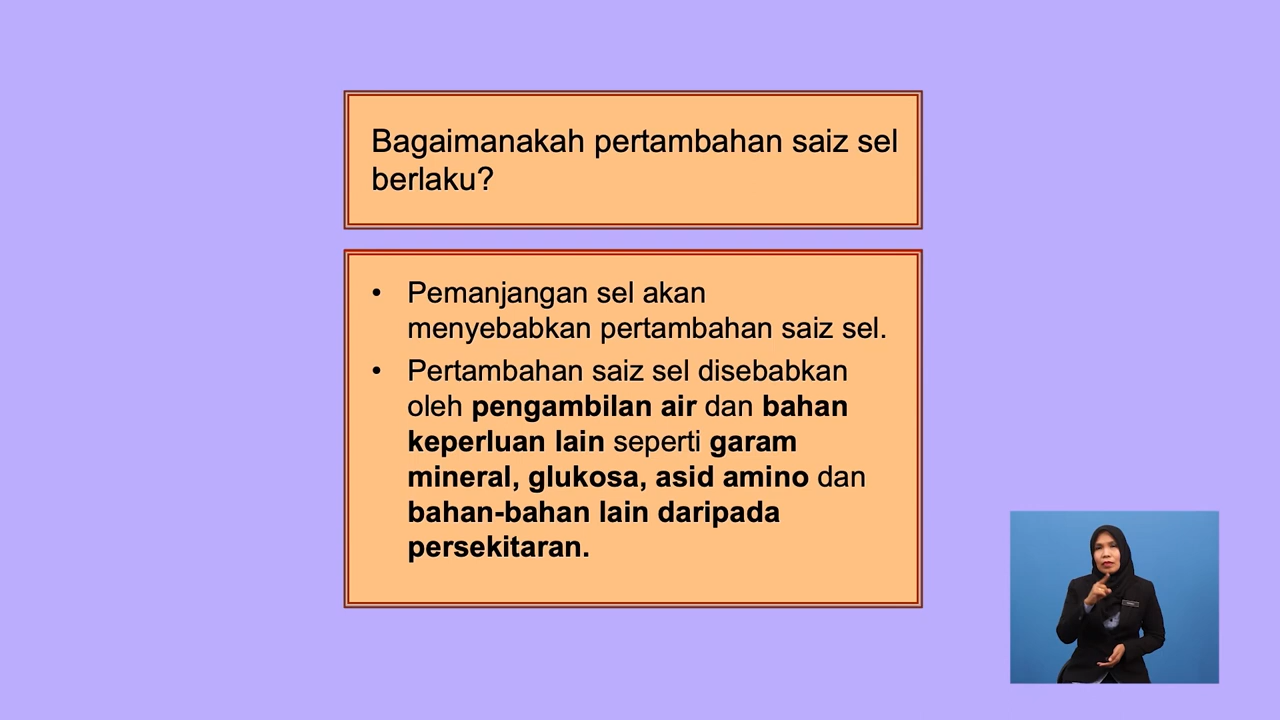 Bagaimanakah pertambahan saiz sel
berlaku?
• Pemanjangan sel akan
menyebabkan pertambahan saiz sel.
• Pertambahan saiz sel disebabkan
oleh pengambilan air dan bahan
keperluan lain seperti garam
mineral, glukosa, asid amino dan
bahan-bahan lain daripada
persekitaran.